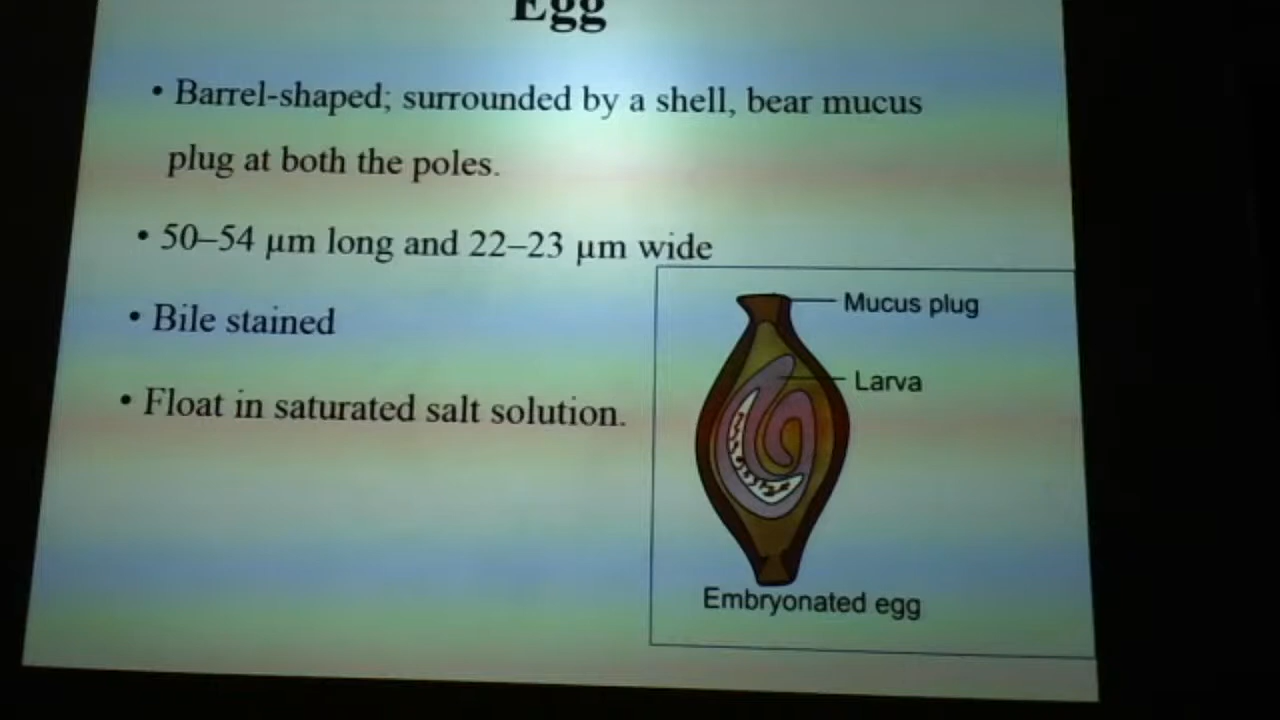 Egg
• Barrel-shaped; surrounded by a shell, bear mucus
plug at both the poles.
• 50–54 µm long and 22–23 µm wide
• Bile stained
• Float in saturated salt solution.
Mucus plug
Larva
Embryonated egg